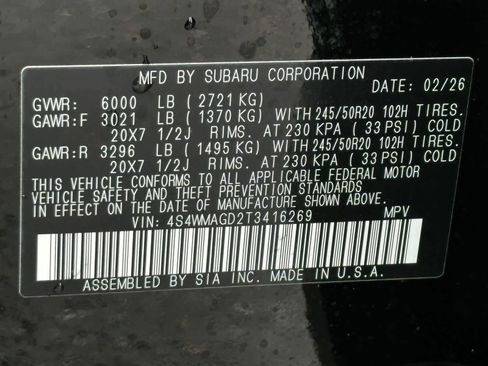 MFD BY SUBARU CORPORATION
DATE: 02/26
GVWR: 6000 LB (2721 KG)
GAWR:F 3021 LB (1370 KG) WITH 245/50R20 102H TIRES.
20X7 1/2J RIMS. AT 230 KPA (33 PSI) COLD
GAWR:R 3296 LB (1495 KG) WITH 245/50R20 102H TIRES.
20X7 1/2J RIMS. AT 230 KPA (33 PSI) COLD
THIS VEHICLE CONFORMS TO ALL APPLICABLE FEDERAL MOTOR
VEHICLE SAFETY AND THEFT PREVENTION STANDARDS
IN EFFECT ON THE DATE OF MANUFACTURE SHOWN ABOVE.
VIN: 4S4WMAGD2T3416269 MPV
ASSEMBLED BY SIA INC. MADE IN U.S.A.